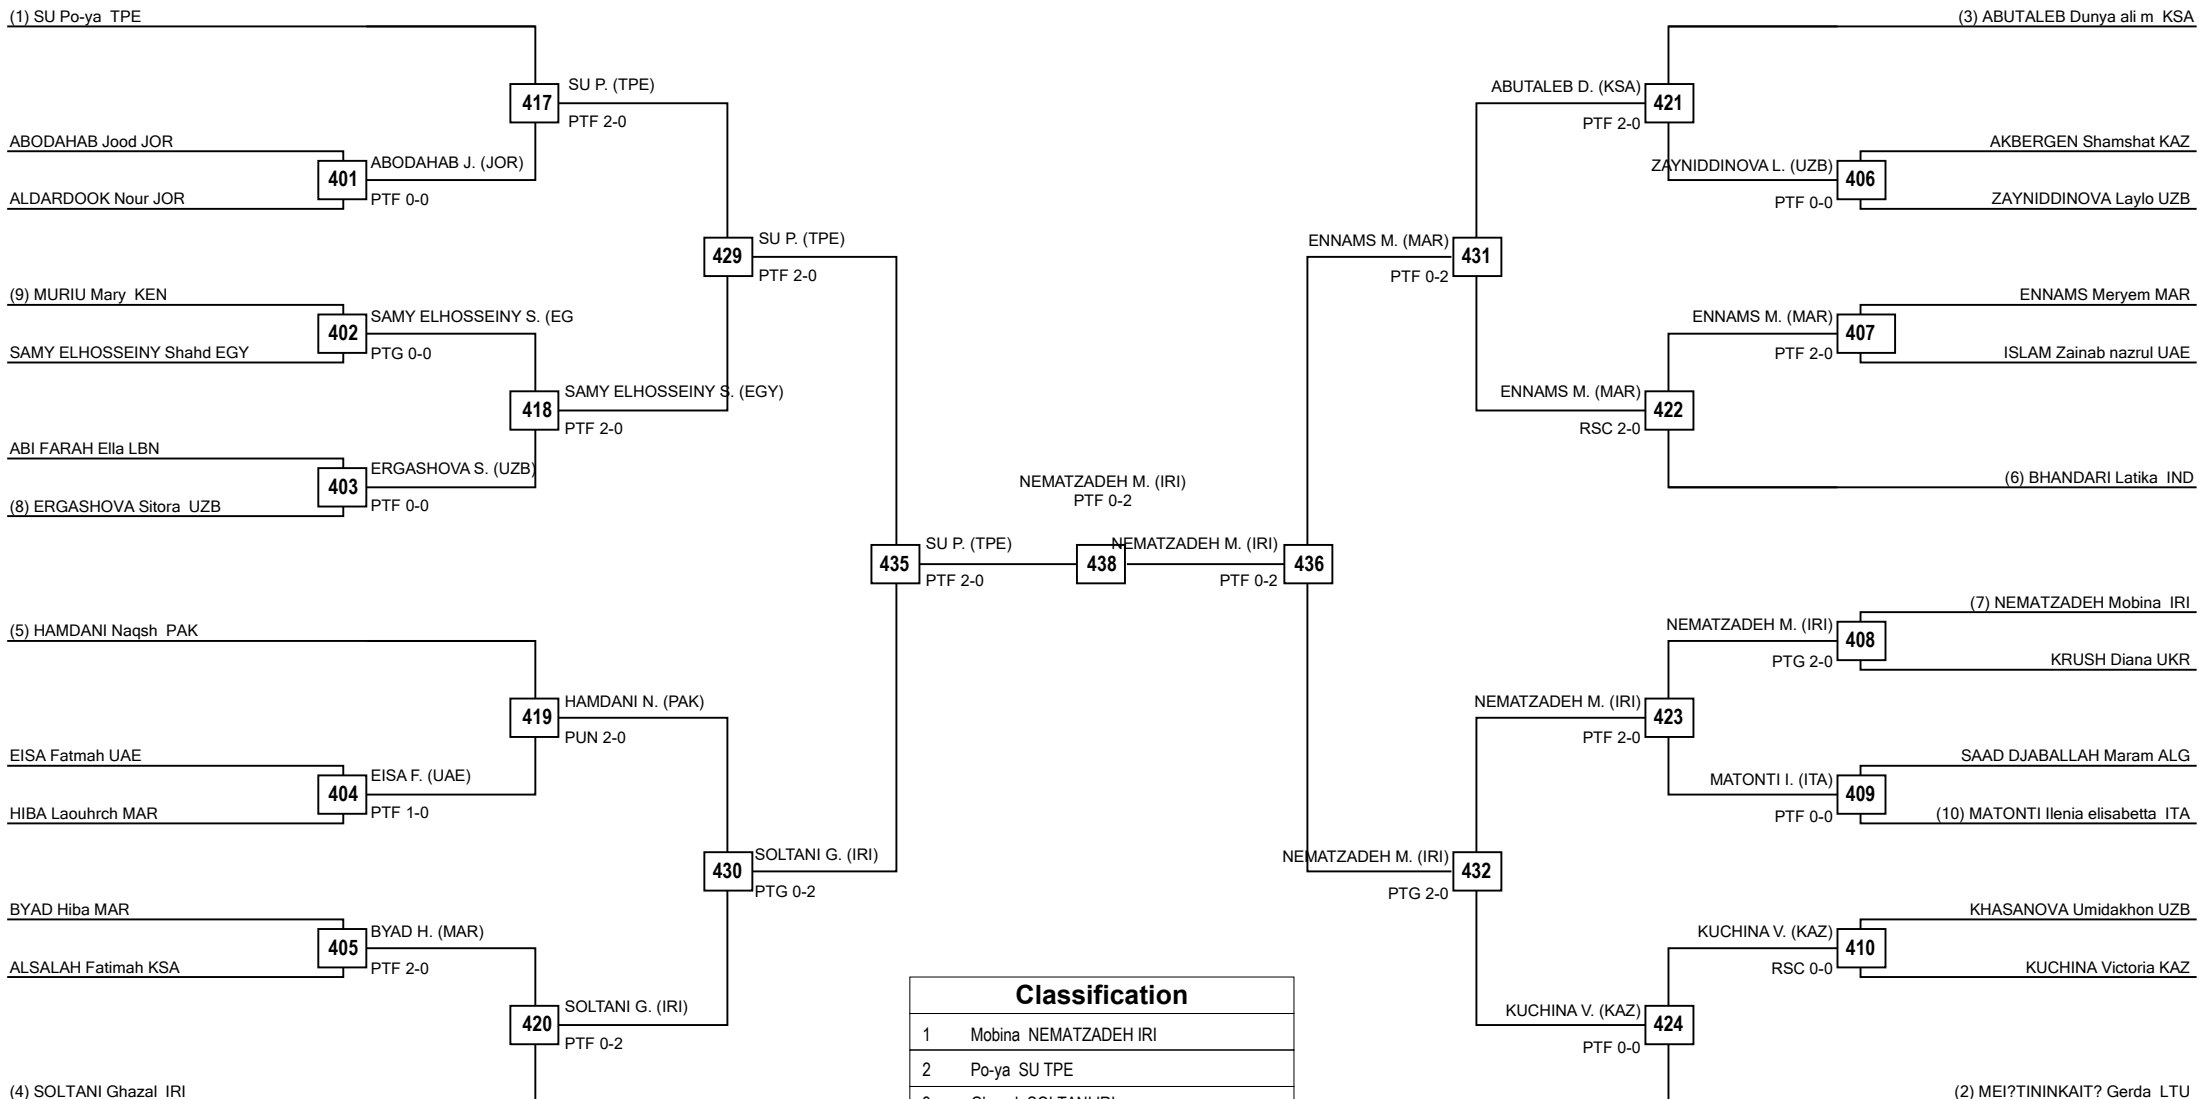 (1) SU Po-ya TPE
SU P. (TPE)
417
PTF 2-0
ABODAHAB Jood JOR
ABODAHAB J. (JOR)
401
ALDARDOOK Nour JOR
PTF 0-0
SU P. (TPE)
429
PTF 2-0
(9) MURIU Mary KEN
SAMY ELHOSSEINY S. (EG
402
SAMY ELHOSSEINY Shahd EGY
PTG 0-0
SAMY ELHOSSEINY S. (EGY)
418
PTF 2-0
ABI FARAH Ella LBN
ERGASHOVA S. (UZB)
403
(8) ERGASHOVA Sitora UZB
PTF 0-0
SU P. (TPE)
435
PTF 2-0
(5) HAMDANI Naqsh PAK
HAMDANI N. (PAK)
419
PUN 2-0
EISA Fatmah UAE
EISA F. (UAE)
404
HIBA Laouhrch MAR
PTF 1-0
SOLTANI G. (IRI)
430
PTG 0-2
BYAD Hiba MAR
BYAD H. (MAR)
405
ALSALAH Fatimah KSA
PTF 2-0
SOLTANI G. (IRI)
420
PTF 0-2
(4) SOLTANI Ghazal IRI
NEMATZADEH M. (IRI)
PTF 0-2
438
(3) ABUTALEB Dunya ali m KSA
ABUTALEB D. (KSA)
421
PTF 2-0
AKBERGEN Shamshat KAZ
ZAYNIDDINOVA L. (UZB)
406
ZAYNIDDINOVA Laylo UZB
PTF 0-0
ENNAMS M. (MAR)
431
PTF 0-2
ENNAMS Meryem MAR
ENNAMS M. (MAR)
407
PTF 2-0
ISLAM Zainab nazrul UAE
ENNAMS M. (MAR)
422
RSC 2-0
(6) BHANDARI Latika IND
NEMATZADEH M. (IRI)
436
PTF 0-2
(7) NEMATZADEH Mobina IRI
NEMATZADEH M. (IRI)
408
PTG 2-0
KRUSH Diana UKR
NEMATZADEH M. (IRI)
423
PTF 2-0
SAAD DJABALLAH Maram ALG
MATONTI I. (ITA)
409
PTF 0-0
(10) MATONTI Ilenia elisabetta ITA
NEMATZADEH M. (IRI)
432
PTG 2-0
KHASANOVA Umidakhon UZB
KUCHINA V. (KAZ)
410
RSC 0-0
KUCHINA Victoria KAZ
KUCHINA V. (KAZ)
424
PTF 0-0
(2) MEI?TININKAIT? Gerda LTU
Classification
1 Mobina NEMATZADEH IRI
2 Po-ya SU TPE